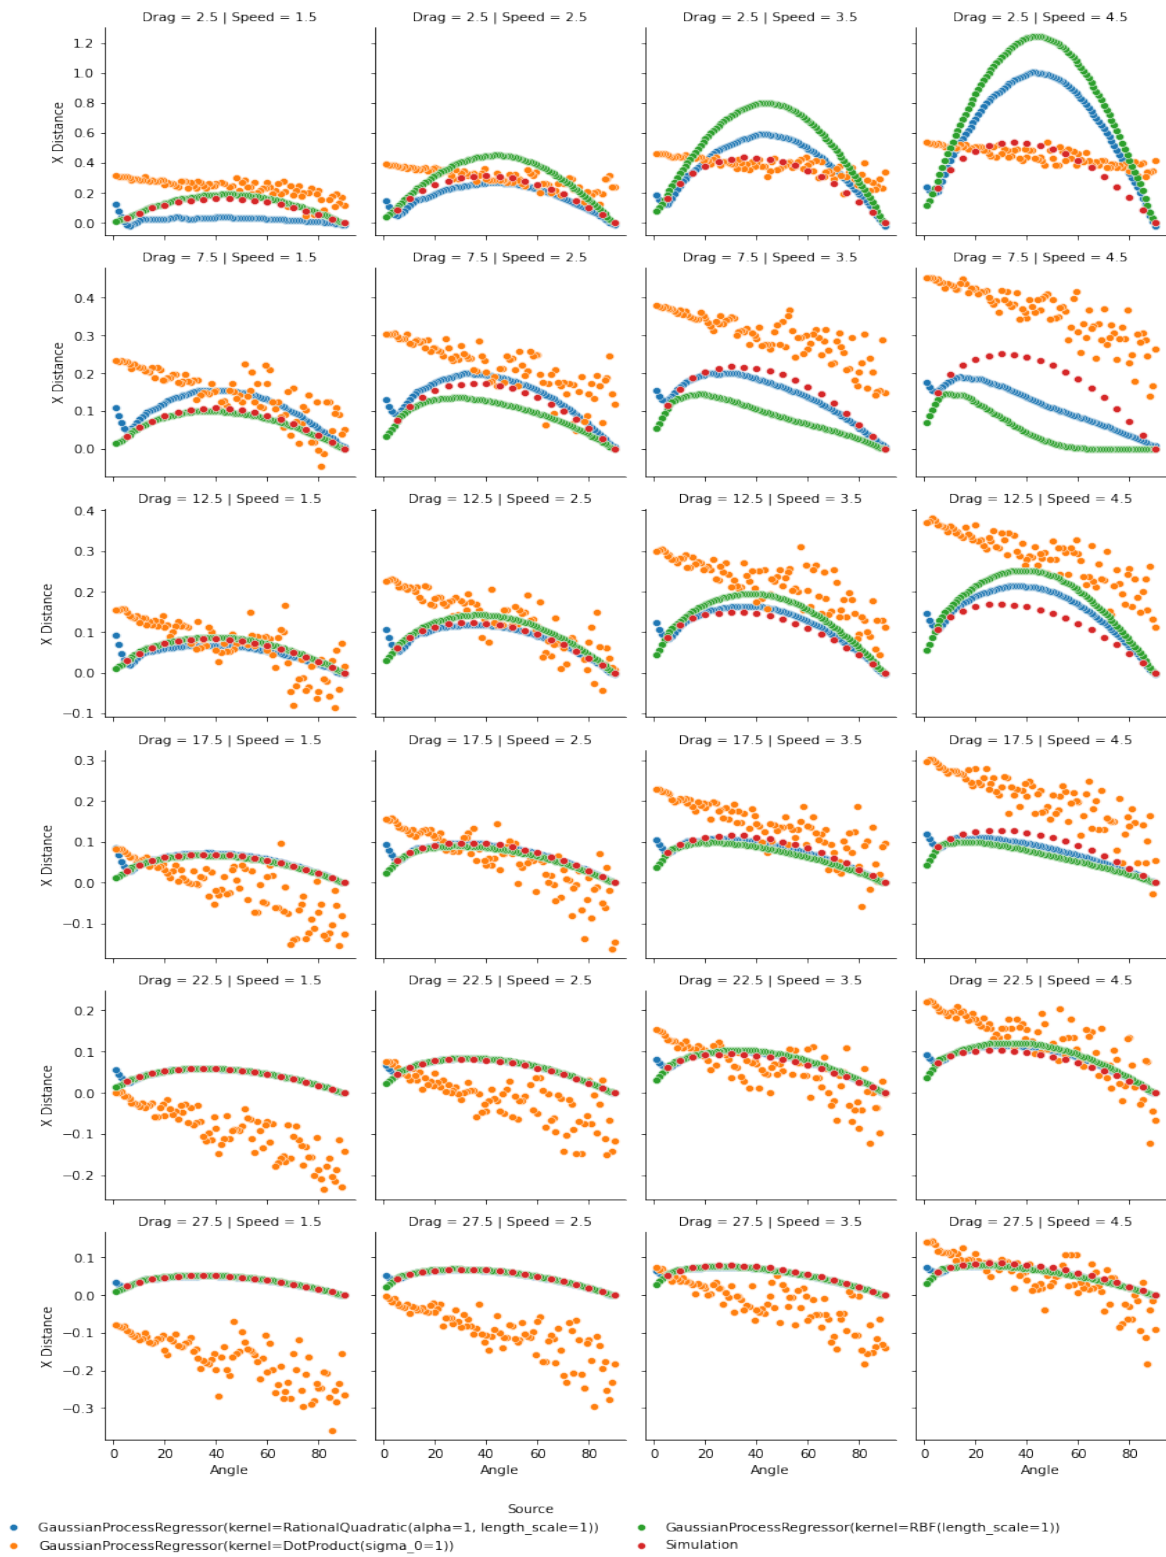 Drag = 2.5 | Speed = 1.5 Drag = 2.5 | Speed = 2.5 Drag = 2.5 | Speed = 3.5 Drag = 2.5 | Speed = 4.5
1.2
1.0
0.8
0.6
0.4
0.2
0.0
X Distance
Drag = 7.5 | Speed = 1.5 Drag = 7.5 | Speed = 2.5 Drag = 7.5 | Speed = 3.5 Drag = 7.5 | Speed = 4.5
0.4
0.3
0.2
0.1
0.0
X Distance
Drag = 12.5 | Speed = 1.5 Drag = 12.5 | Speed = 2.5 Drag = 12.5 | Speed = 3.5 Drag = 12.5 | Speed = 4.5
0.4
0.3
0.2
0.1
0.0
−0.1
X Distance
Drag = 17.5 | Speed = 1.5 Drag = 17.5 | Speed = 2.5 Drag = 17.5 | Speed = 3.5 Drag = 17.5 | Speed = 4.5
0.3
0.2
0.1
0.0
−0.1
X Distance
Drag = 22.5 | Speed = 1.5 Drag = 22.5 | Speed = 2.5 Drag = 22.5 | Speed = 3.5 Drag = 22.5 | Speed = 4.5
0.2
0.1
0.0
−0.1
−0.2
X Distance
Drag = 27.5 | Speed = 1.5 Drag = 27.5 | Speed = 2.5 Drag = 27.5 | Speed = 3.5 Drag = 27.5 | Speed = 4.5
0.1
0.0
−0.1
−0.2
−0.3
X Distance
0 20 40 60 80 0 20 40 60 80 0 20 40 60 80 0 20 40 60 80
Angle Angle Angle Angle
Source
GaussianProcessRegressor(kernel=RationalQuadratic(alpha=1, length_scale=1))
GaussianProcessRegressor(kernel=DotProduct(sigma_0=1))
GaussianProcessRegressor(kernel=RBF(length_scale=1))
Simulation